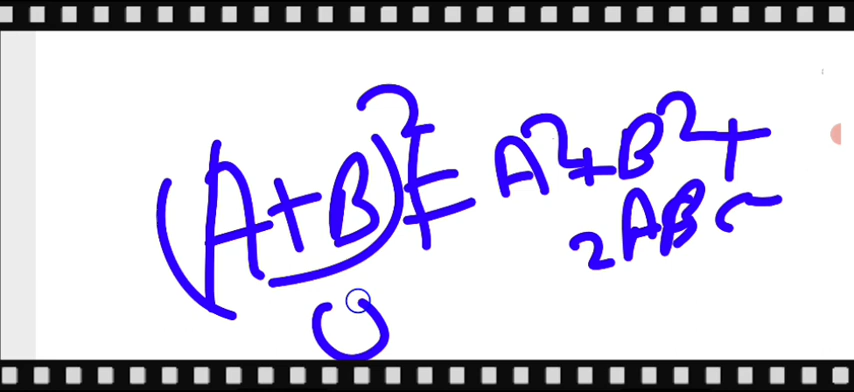 (A+B)² = A²+B²+
2AB